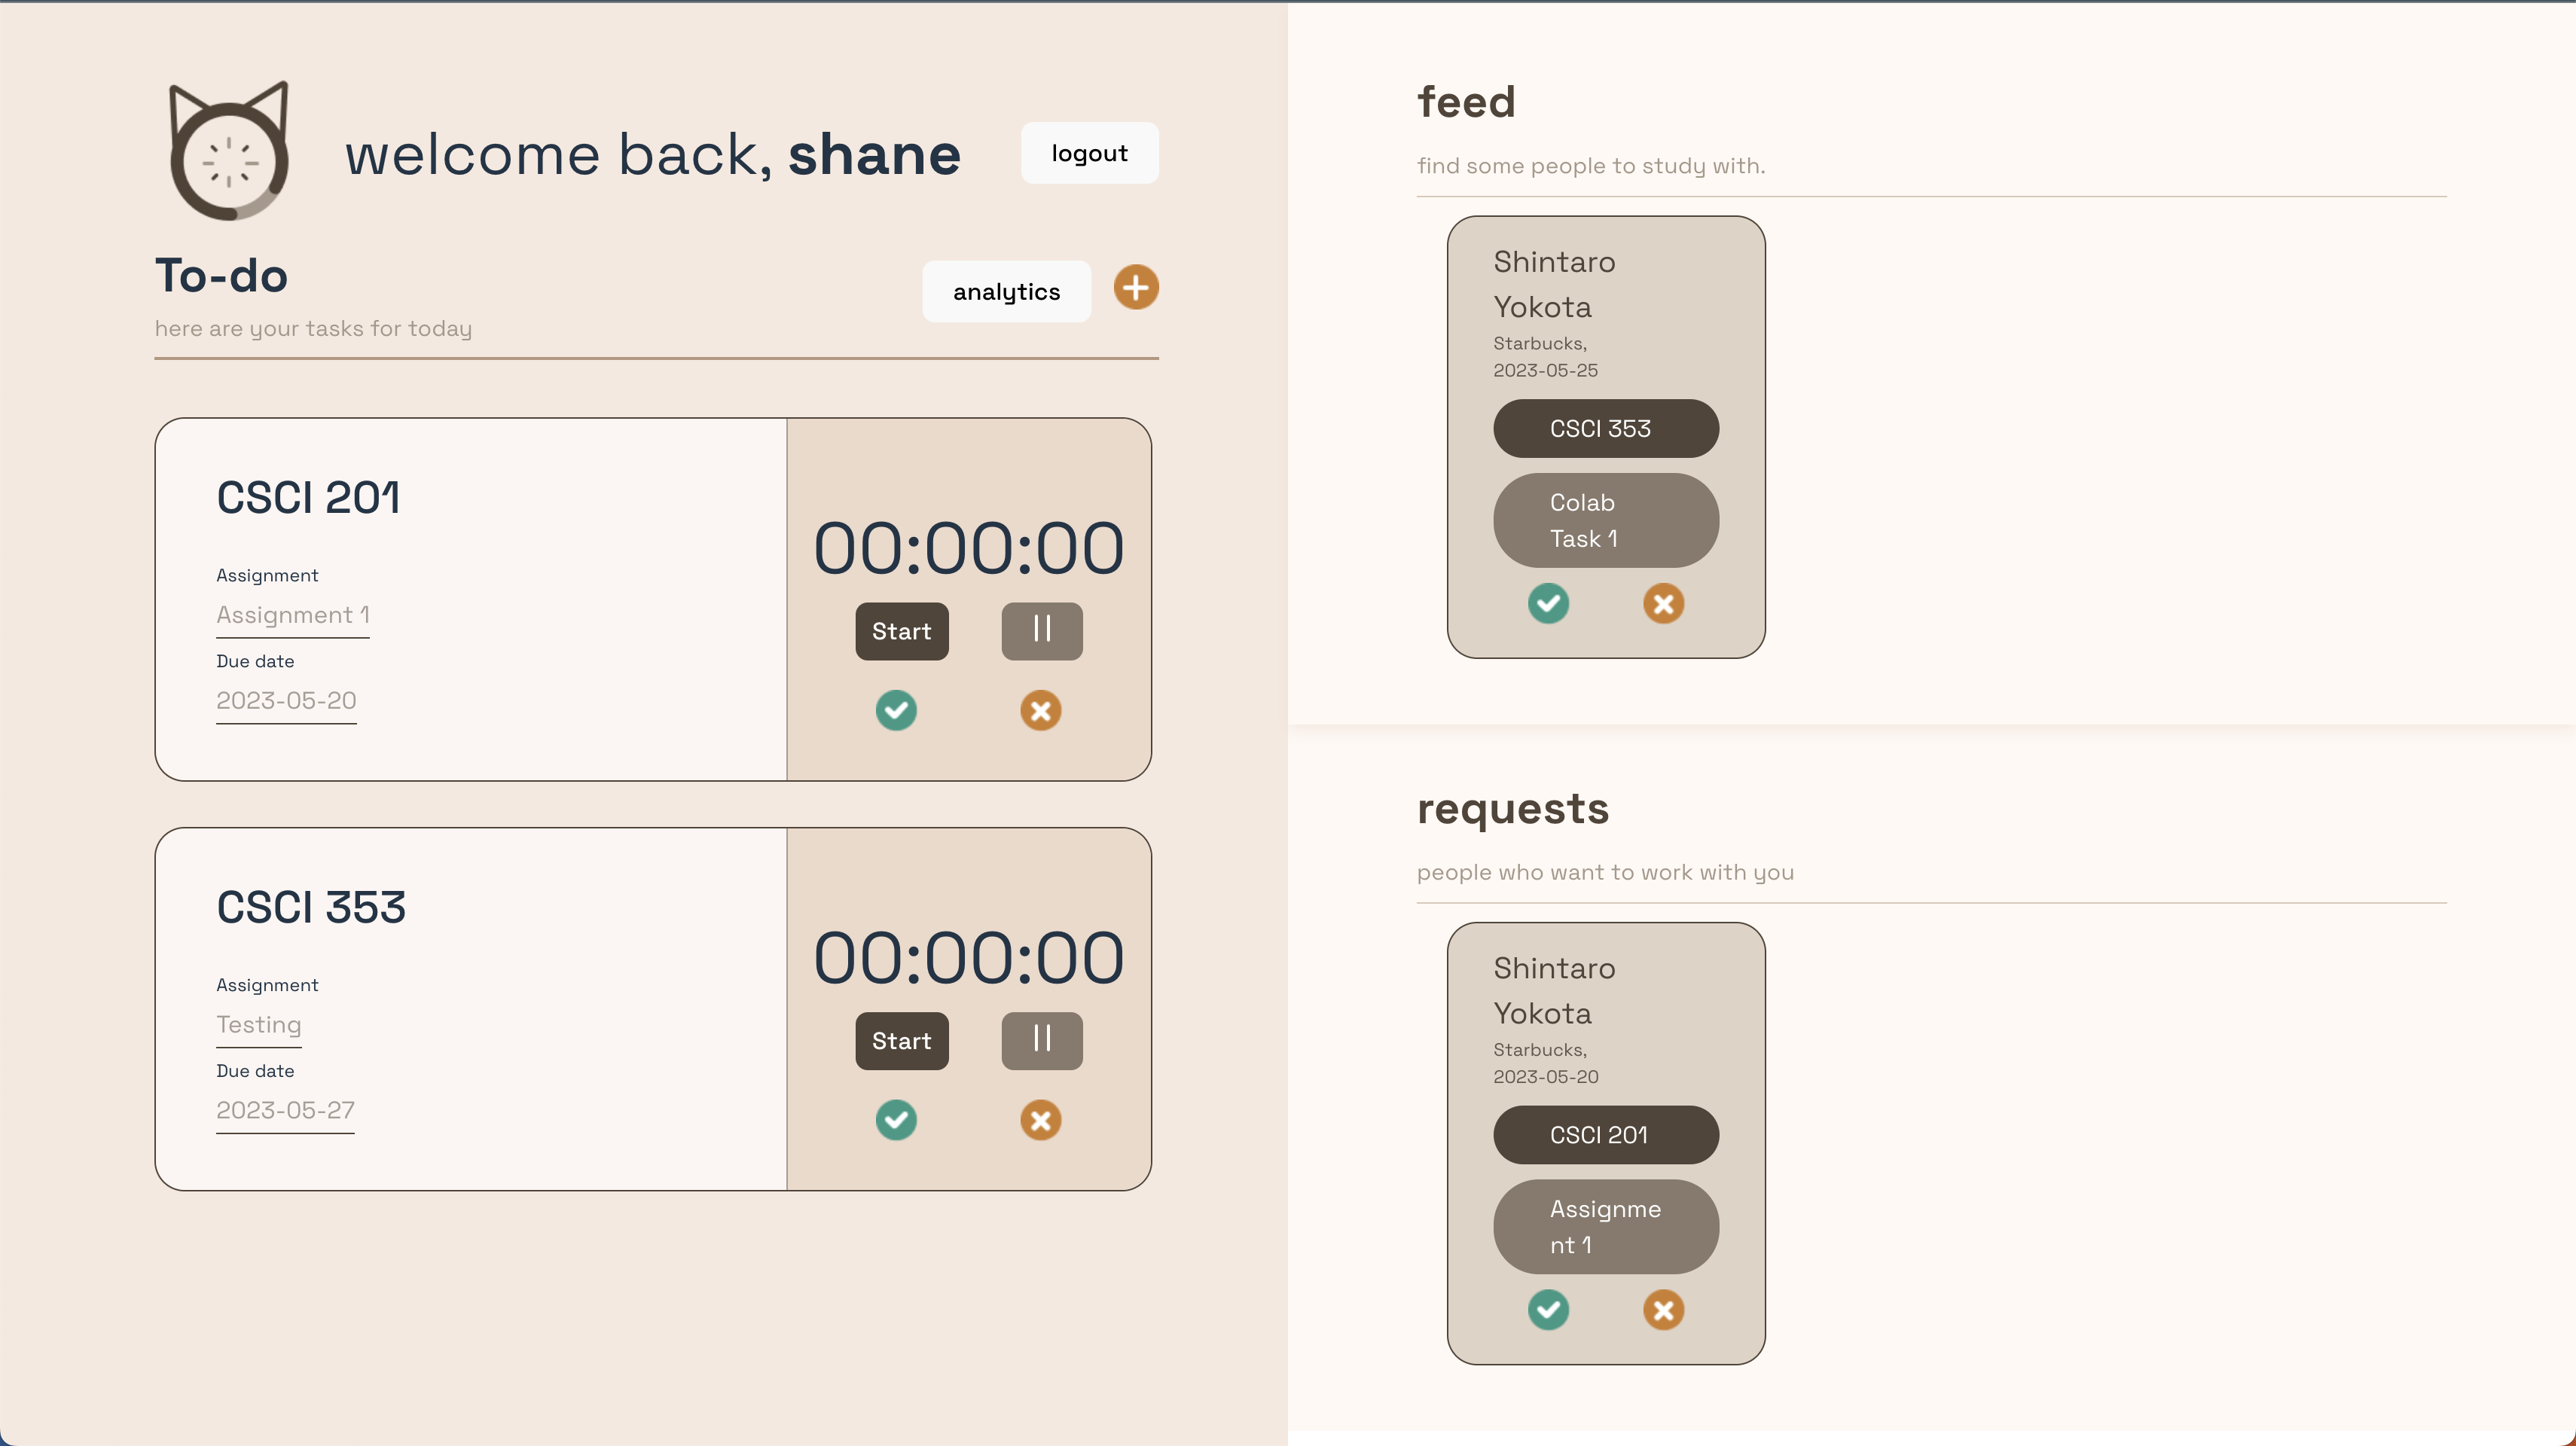 welcome back, shane
logout
To-do
analytics
here are your tasks for today
CSCI 201
Assignment
Assignment 1
Due date
2023-05-20
00:00:00
Start
CSCI 353
Assignment
Testing
Due date
2023-05-27
00:00:00
Start
feed
find some people to study with.
Shintaro
Yokota
Starbucks,
2023-05-25
CSCI 353
Colab
Task 1
requests
people who want to work with you
Shintaro
Yokota
Starbucks,
2023-05-20
CSCI 201
Assignme
nt 1